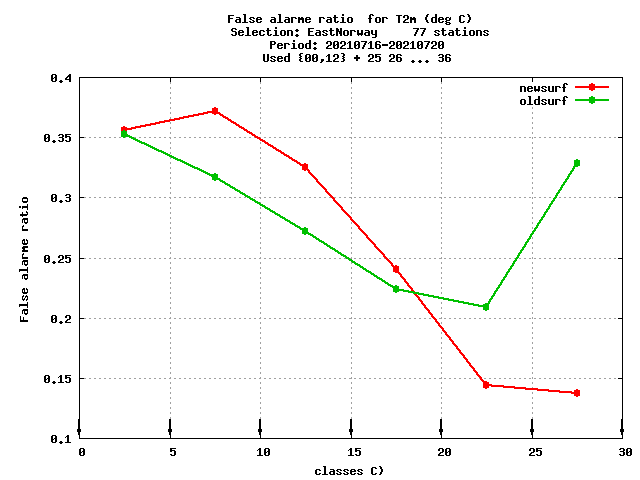 False alarme ratio  for T2m (deg C)
Selection: EastNorway     77 stations
Period: 20210716-20210720
Used {00,12} + 25 26 ... 36
newsurf
oldsurf
0.4
0.35
0.3
0.25
0.2
0.15
0.1
False alarme ratio
0 5 10 15 20 25 30
classes C)